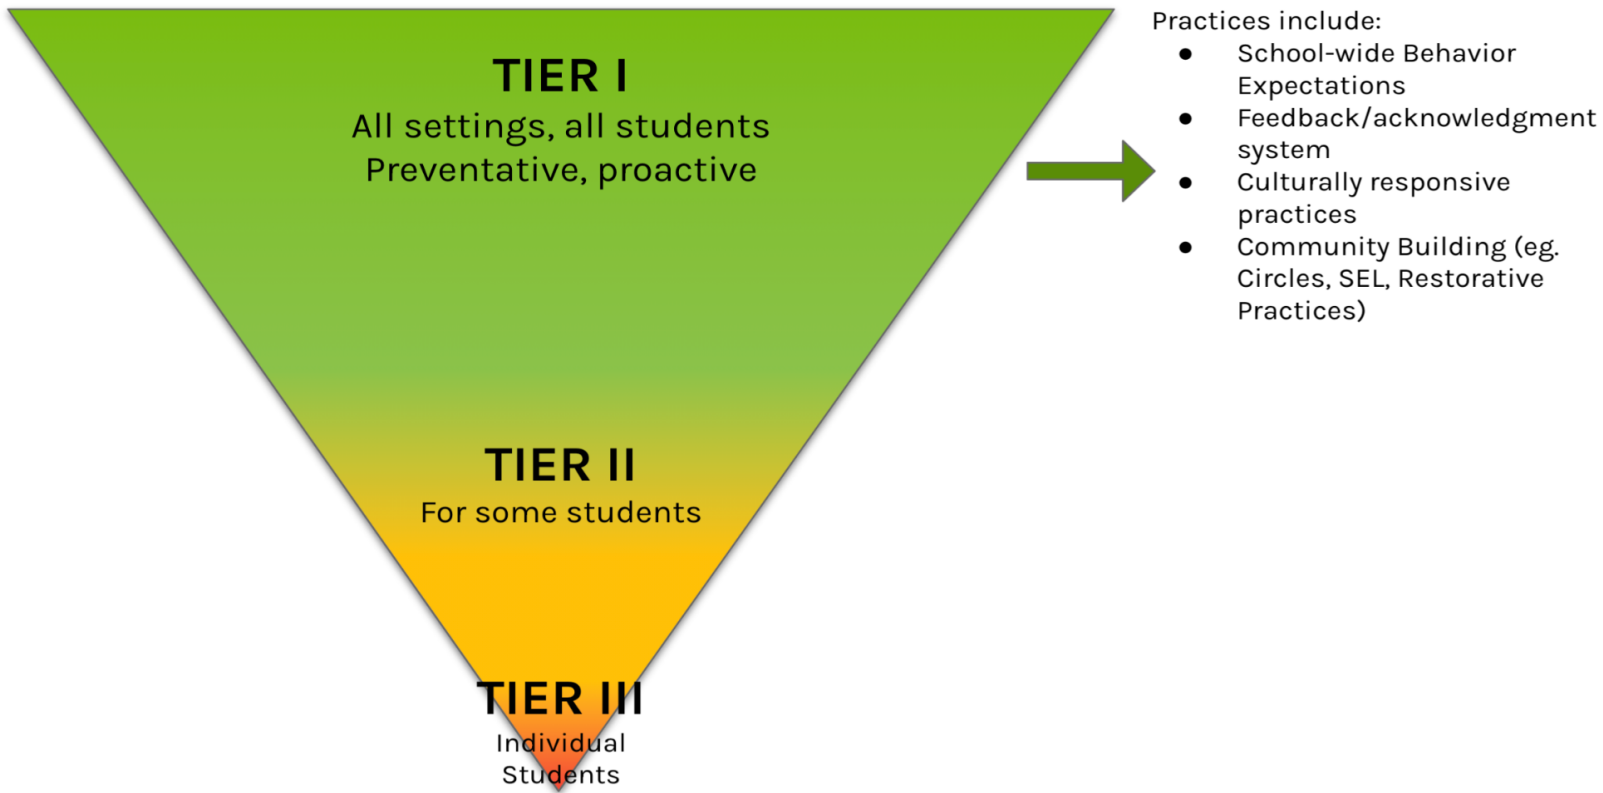 TIER I
All settings, all students
Preventative, proactive
TIER II
For some students
TIER III
Individual
Students
Practices include:
● School-wide Behavior
Expectations
● Feedback/acknowledgment
system
● Culturally responsive
practices
● Community Building (eg.
Circles, SEL, Restorative
Practices)